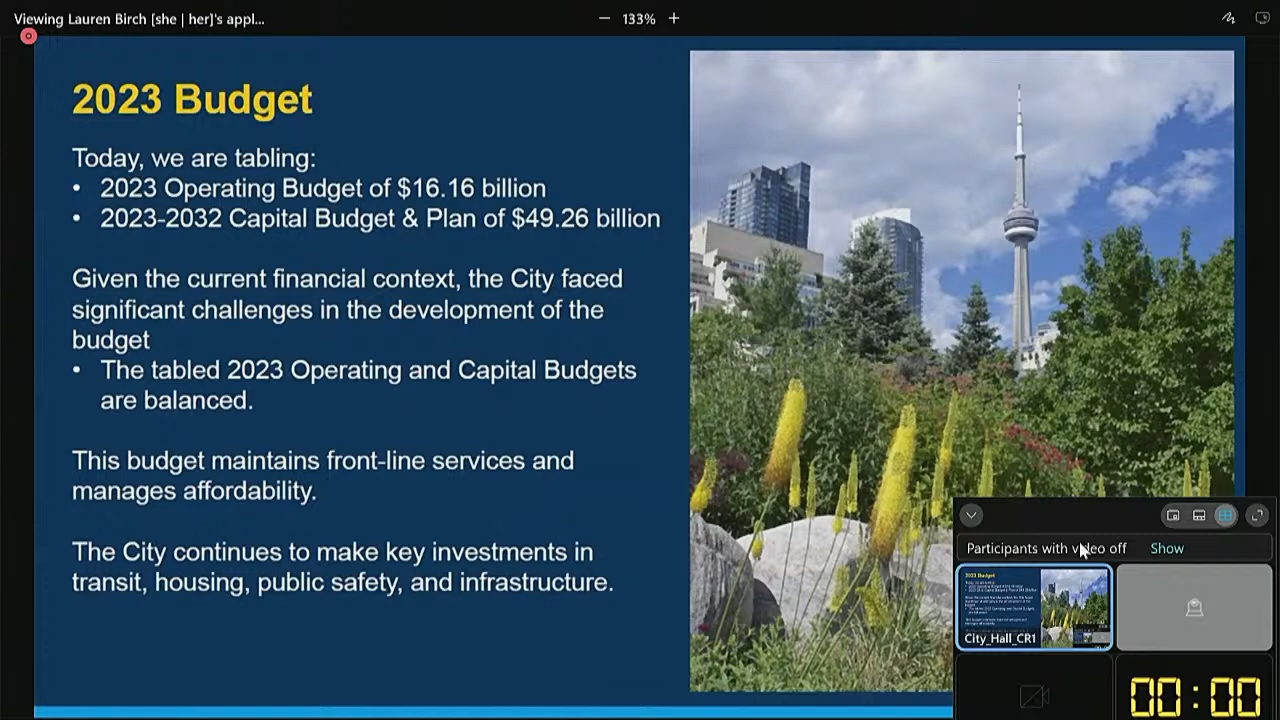 Viewing Lauren Birch [she | her]'s appl...
133%
2023 Budget
Today, we are tabling:
• 2023 Operating Budget of $16.16 billion
• 2023-2032 Capital Budget & Plan of $49.26 billion
Given the current financial context, the City faced
significant challenges in the development of the
budget
• The tabled 2023 Operating and Capital Budgets
are balanced.
This budget maintains front-line services and
manages affordability.
The City continues to make key investments in
transit, housing, public safety, and infrastructure.
Participants with video off Show
2023 Budget
City_Hall_CR1
00:00